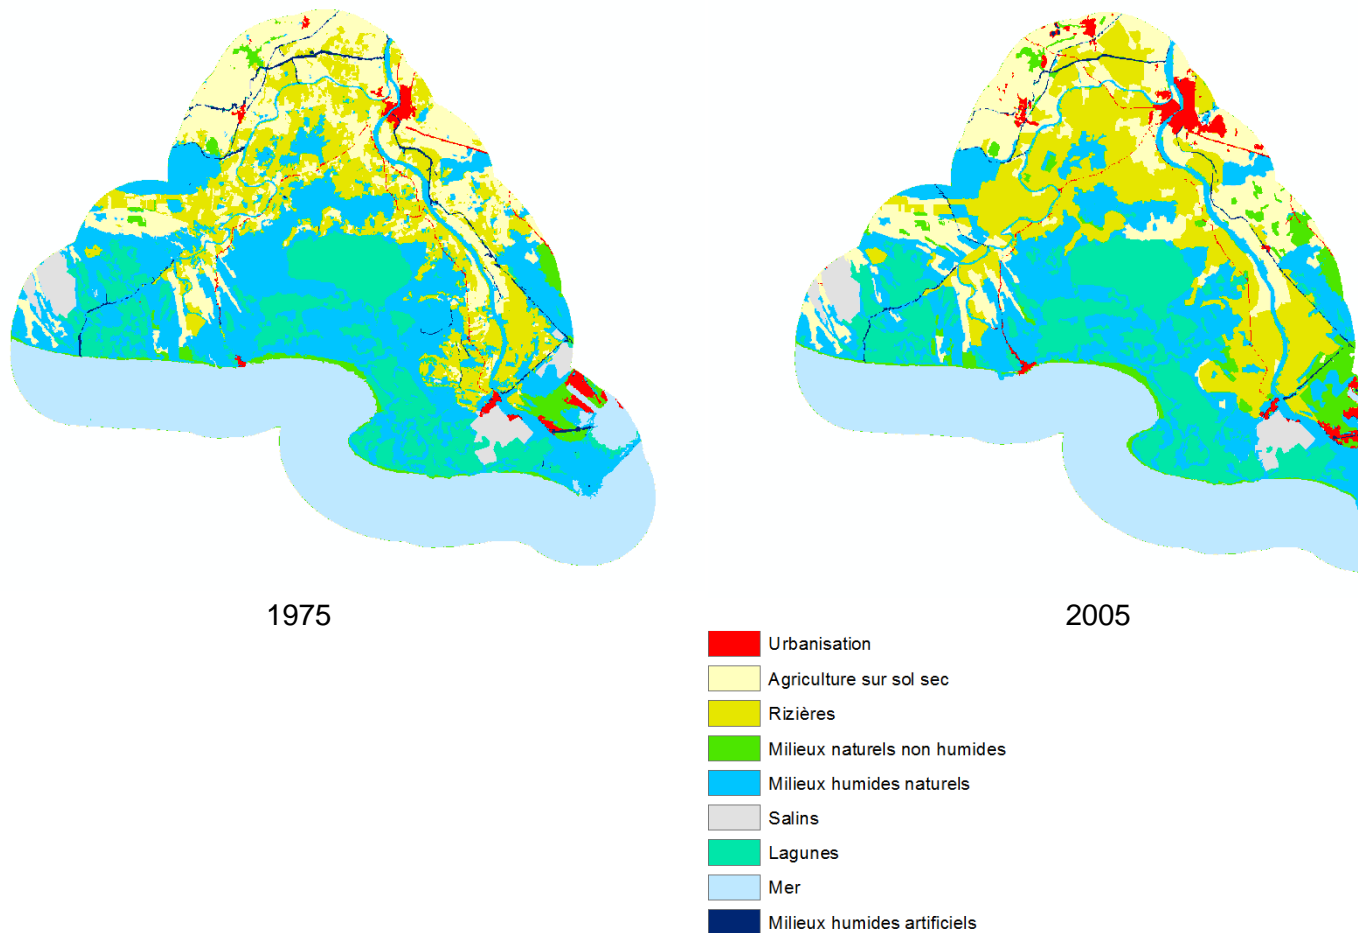 1975
2005
Urbanisation
Agriculture sur sol sec
Rizières
Milieux naturels non humides
Milieux humides naturels
Salins
Lagunes
Mer
Milieux humides artificiels